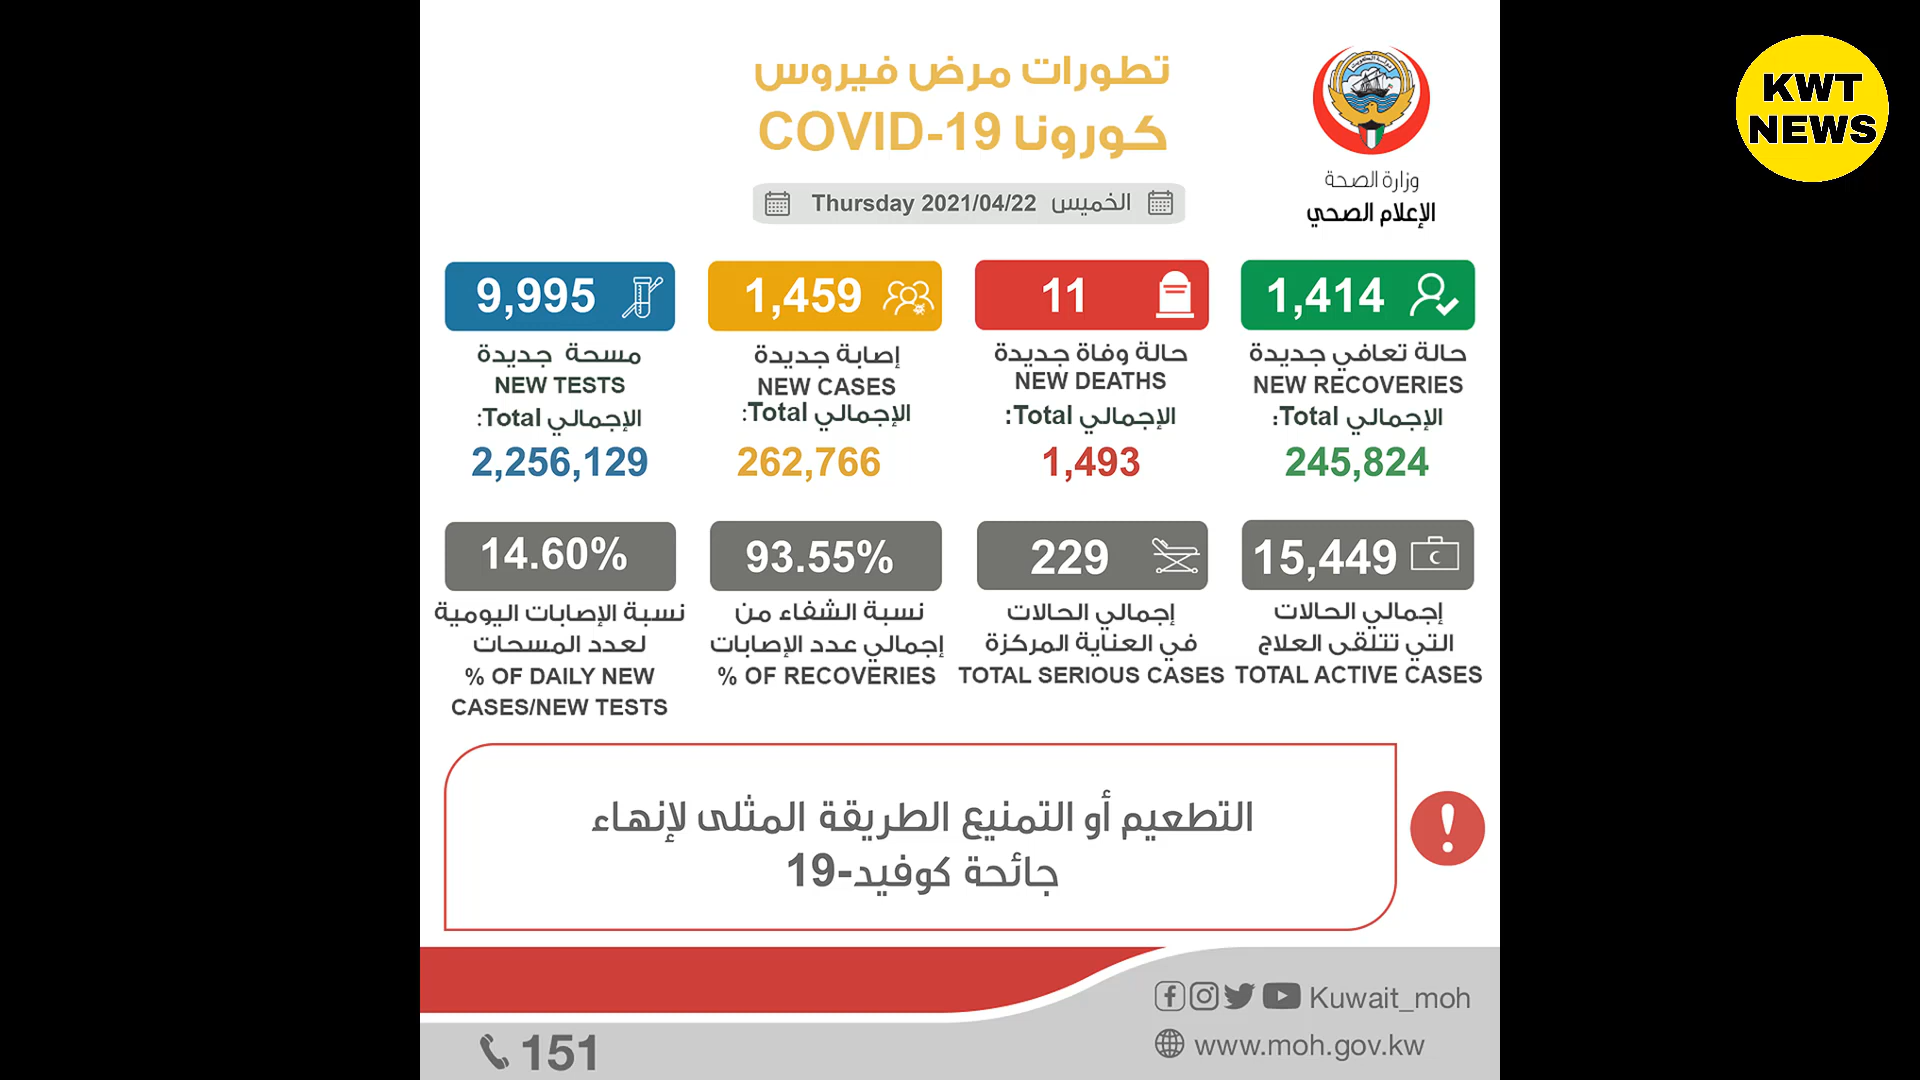 تطورات مرض فيروس
كورونا COVID-19
الخميس Thursday 2021/04/22
وزارة الصحة
الإعلام الصحي
KWT
NEWS
9,995
مسحة جديدة
NEW TESTS
الإجمالي Total:
2,256,129
1,459
إصابة جديدة
NEW CASES
الإجمالي Total:
262,766
11
حالة وفاة جديدة
NEW DEATHS
الإجمالي Total:
1,493
1,414
حالة تعافي جديدة
NEW RECOVERIES
الإجمالي Total:
245,824
14.60%
نسبة الإصابات اليومية
لعدد المسحات
% OF DAILY NEW
CASES/NEW TESTS
93.55%
نسبة الشفاء من
إجمالي عدد الإصابات
% OF RECOVERIES
229
إجمالي الحالات
في العناية المركزة
TOTAL SERIOUS CASES
15,449
إجمالي الحالات
التي تتلقى العلاج
TOTAL ACTIVE CASES
التطعيم أو التمنيع الطريقة المثلى لإنهاء
جائحة كوفيد-19
Kuwait_moh
www.moh.gov.kw
151